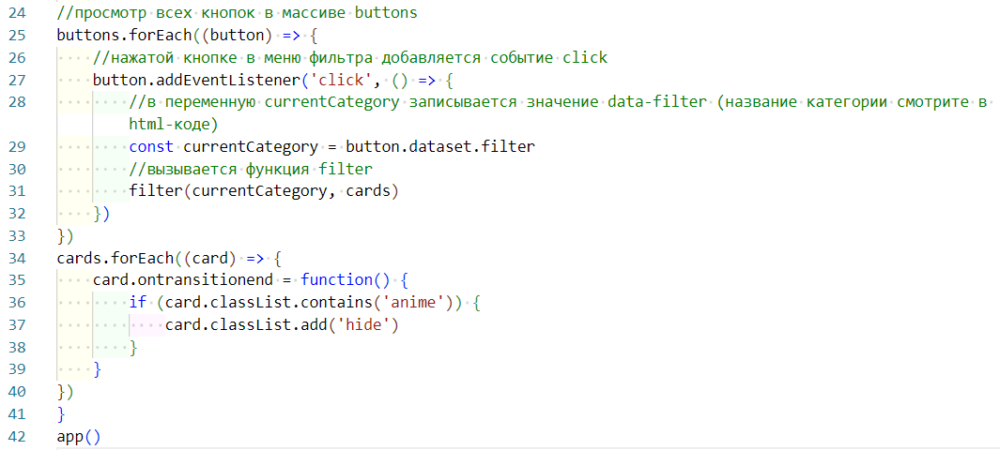 24 //просмотр всех кнопок в массиве buttons
25 buttons.forEach((button) => {
26 //нажатой кнопке в меню фильтра добавляется событие click
27 button.addEventListener('click', () => {
28 //в переменную currentCategory записывается значение data-filter (название категории смотрите в
html-коде)
29 const currentCategory = button.dataset.filter
30 //вызывается функция filter
31 filter(currentCategory, cards)
32 })
33 })
34 cards.forEach((card) => {
35 card.ontransitionend = function() {
36 if (card.classList.contains('anime')) {
37 card.classList.add('hide')
38 }
39 }
40 })
41 }
42 app()